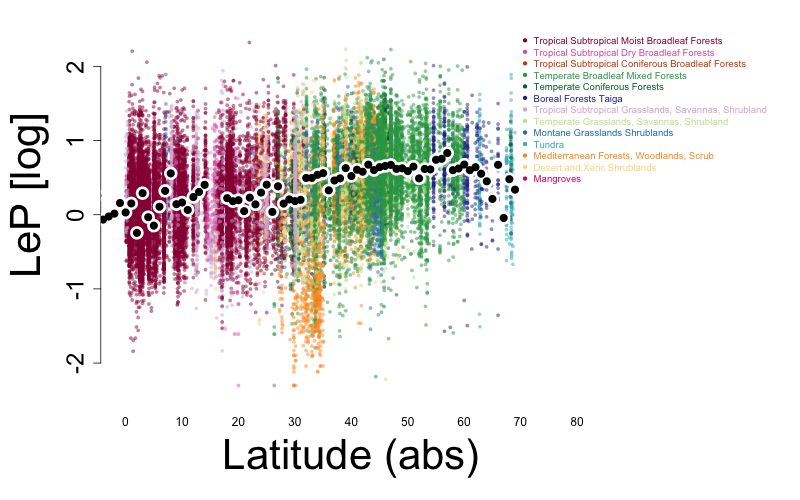 Tropical Subtropical Moist Broadleaf Forests
Tropical Subtropical Dry Broadleaf Forests
Tropical Subtropical Coniferous Broadleaf Forests
Temperate Broadleaf Mixed Forests
Temperate Coniferous Forests
Boreal Forests Taiga
Tropical Subtropical Grasslands, Savannas, Shrubland
Temperate Grasslands, Savannas, Shrubland
Montane Grasslands Shrublands
Tundra
Mediterranean Forests, Woodlands, Scrub
Desert and Xeric Shrublands
Mangroves
LeP [log]
2
1
0
-1
-2
0 10 20 30 40 50 60 70 80
Latitude (abs)